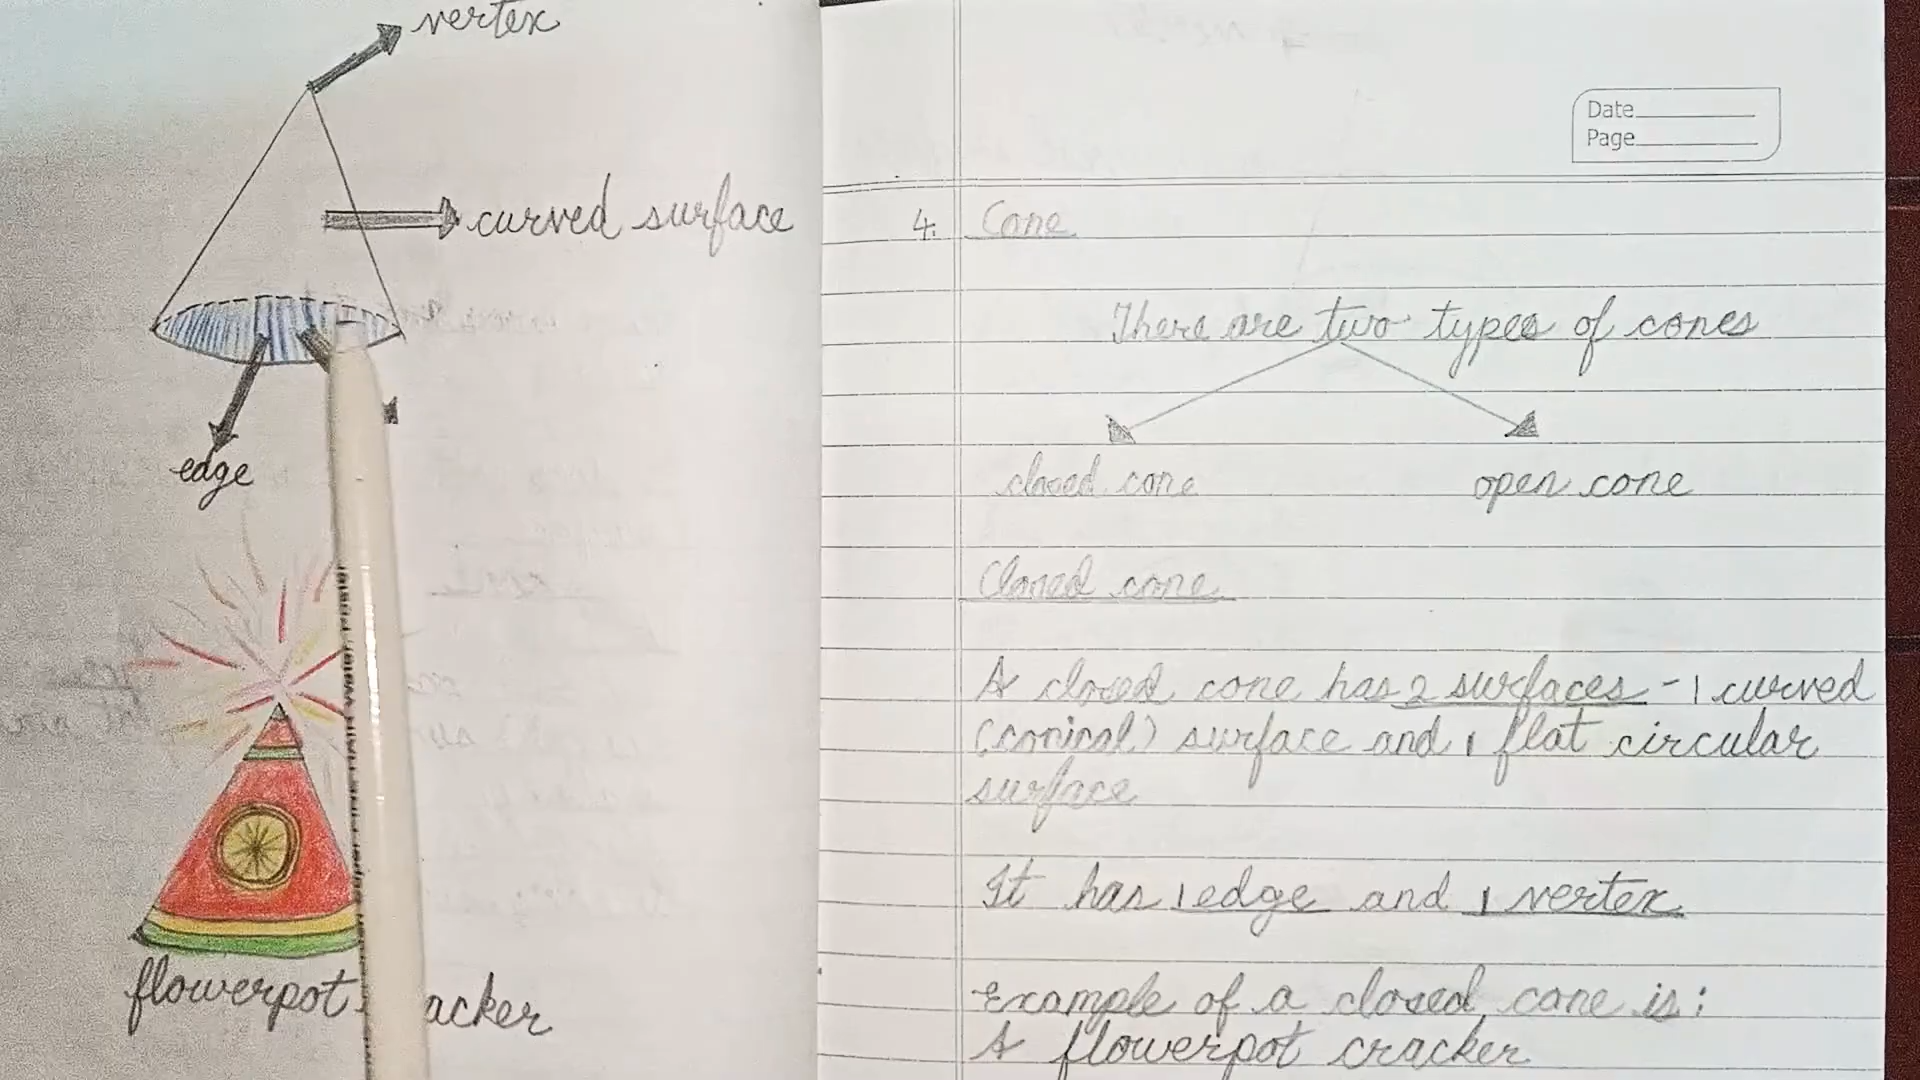 vertex
curved surface
edge
flowerpot acker
Date
Page
4. Cone
There are two types of cones
closed cone
open cone
Closed cone
A closed cone has 2 surfaces - 1 curved
(conical) surface and 1 flat circular
surface
It has 1 edge and 1 vertex
Example of a closed cone is:
A flowerpot cracker